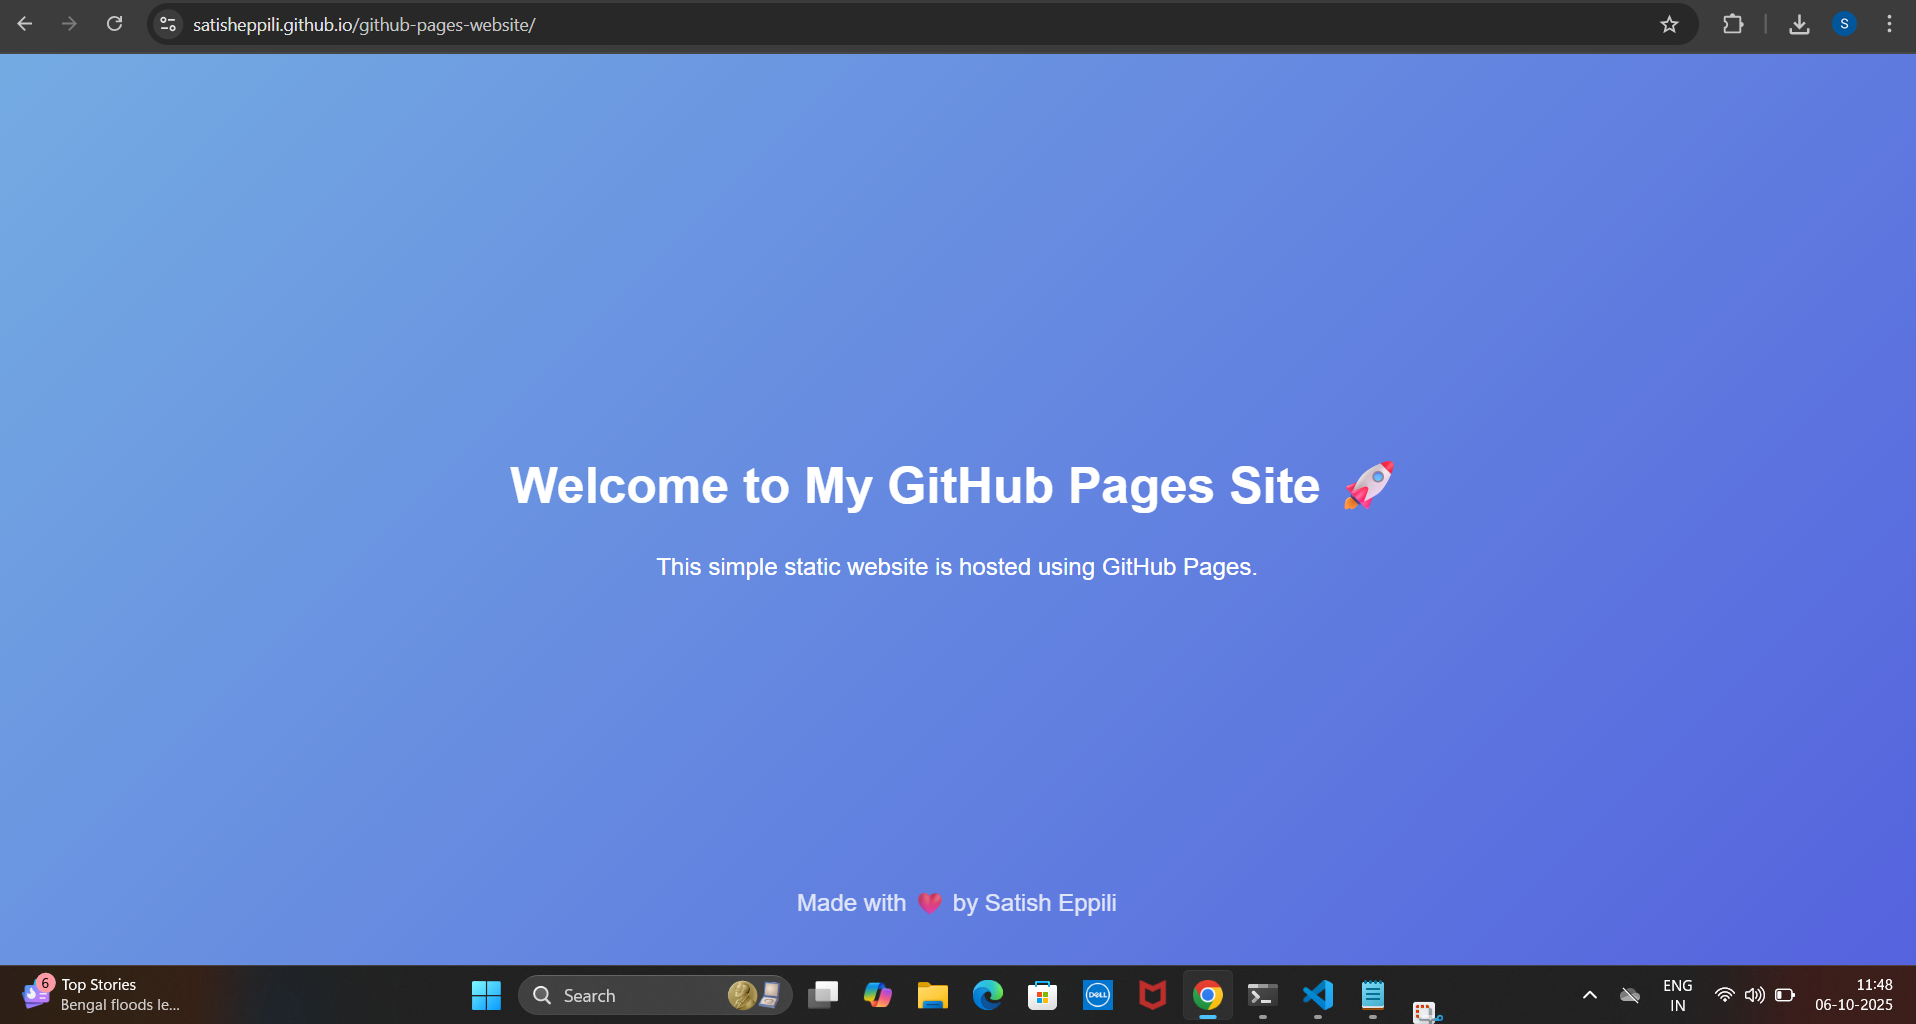 satisheppili.github.io/github-pages-website/
S
Welcome to My GitHub Pages Site 🚀
This simple static website is hosted using GitHub Pages.
Made with ❤️ by Satish Eppili
6
Top Stories
Bengal floods le...
Search
DELL
ENG
IN
11:48
06-10-2025